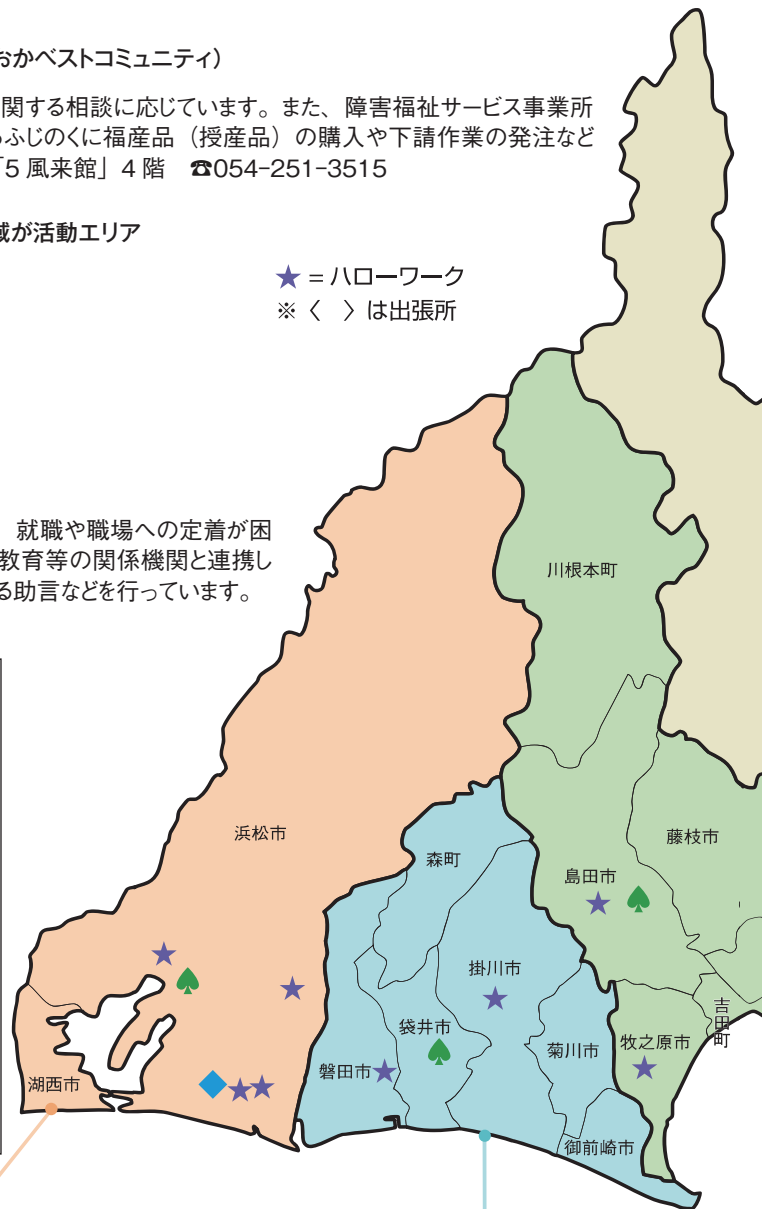 おかベストコミュニティ）
関する相談に応じています。また、障害福祉サービス事業所
るふじのくに福産品（授産品）の購入や下請作業の発注など
「5 風来館」4 階　☎054-251-3515
域が活動エリア
★ = ハローワーク
※〈　〉は出張所
就職や職場への定着が困
教育等の関係機関と連携し
る助言などを行っています。
川根本町
浜松市
森町
藤枝市
島田市
掛川市
袋井市
吉田町
牧之原市
菊川市
磐田市
湖西市
御前崎市